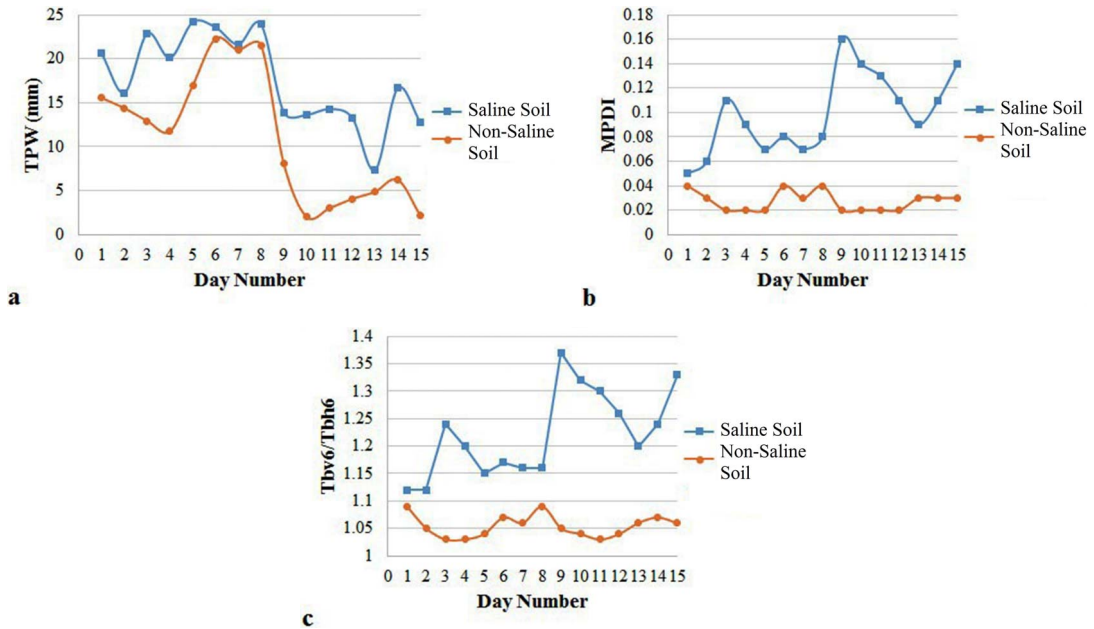 25
20
15
10
5
0
TPW (mm)
0 1 2 3 4 5 6 7 8 9 10 11 12 13 14 15
Day Number
Saline Soil
Non-Saline
Soil
a
0.18
0.16
0.14
0.12
0.1
0.08
0.06
0.04
0.02
0
MPDI
0 1 2 3 4 5 6 7 8 9 10 11 12 13 14 15
Day Number
Saline Soil
Non-Saline
Soil
b
1.4
1.35
1.3
1.25
1.2
1.15
1.1
1.05
1
Tbv6/Tbh6
0 1 2 3 4 5 6 7 8 9 10 11 12 13 14 15
Day Number
Saline Soil
Non-Saline
Soil
c